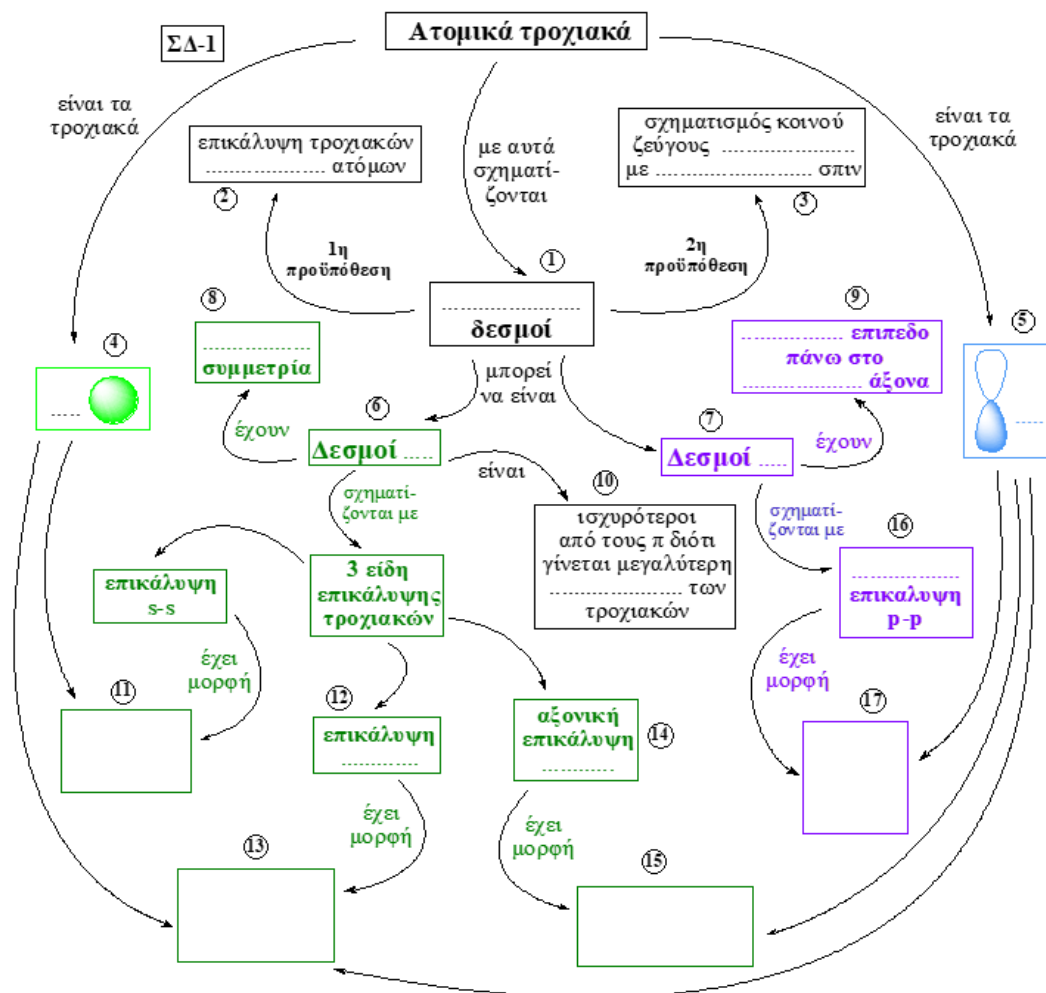 ΣΔ-1
Ατομικά τροχιακά
είναι τα
τροχιακά
επικάλυψη τροχιακών
..................... ατόμων
②
με αυτά
σχηματί-
ζονται
σχηματισμός κοινού
ζεύγους .......................
με ....................... σπιν
③
είναι τα
τροχιακά
1η
προϋπόθεση
①
2η
προϋπόθεση
.......................
δεσμοί
⑧
...................
συμμετρία
⑨
................... επιπεδο
πάνω στο
................... άξονα
④
.....
⑤
.....
μπορεί
να είναι
έχουν
⑥
Δεσμοί .....
είναι
⑦
Δεσμοί .....
έχουν
σχηματί-
ζονται με
⑩
ισχυρότεροι
από τους π διότι
γίνεται μεγαλύτερη
................... των
τροχιακών
σχηματί-
ζονται με
⑯
...................
επικαλυψη
p-p
επικάλυψη
s-s
3 είδη
επικάλυψης
τροχιακών
έχει
μορφή
έχει
μορφή
⑪
⑫
επικάλυψη
.............
αξονική
επικάλυψη
.............
⑭
⑰
έχει
μορφή
έχει
μορφή
⑬
⑮